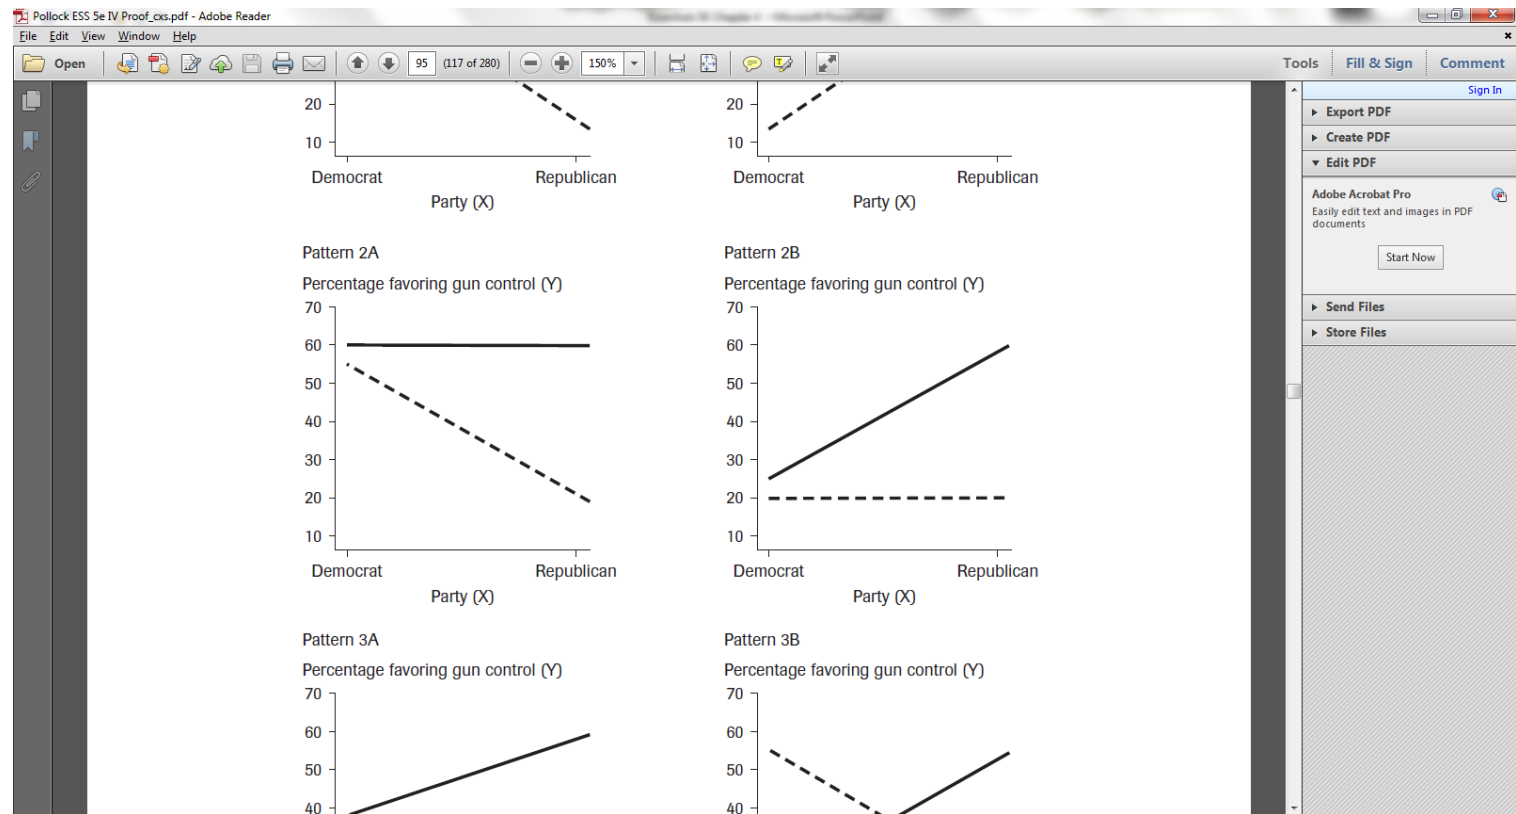 Pollock ESS 5e IV Proof_cxs.pdf - Adobe Reader
File Edit View Window Help
Open 95 (117 of 280) 150% Tools Fill & Sign Comment
Sign In
Export PDF
Create PDF
Edit PDF
Adobe Acrobat Pro
Easily edit text and images in PDF
documents
Start Now
Send Files
Store Files
20
10
Democrat Republican
Party (X)
20
10
Democrat Republican
Party (X)
Pattern 2A
Percentage favoring gun control (Y)
70
60
50
40
30
20
10
Democrat Republican
Party (X)
Pattern 2B
Percentage favoring gun control (Y)
70
60
50
40
30
20
10
Democrat Republican
Party (X)
Pattern 3A
Percentage favoring gun control (Y)
70
60
50
40
Pattern 3B
Percentage favoring gun control (Y)
70
60
50
40